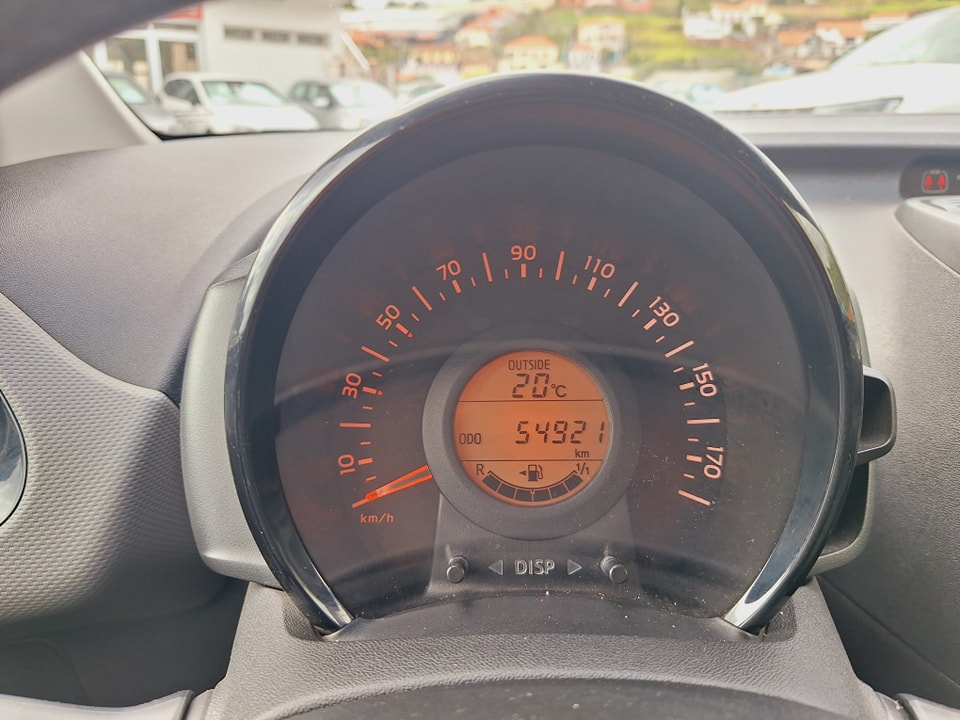 10 30 50 70 90 110 130 150 170
km/h
OUTSIDE
20°C
ODO 54921
km
R 1/1
◄ DISP ►